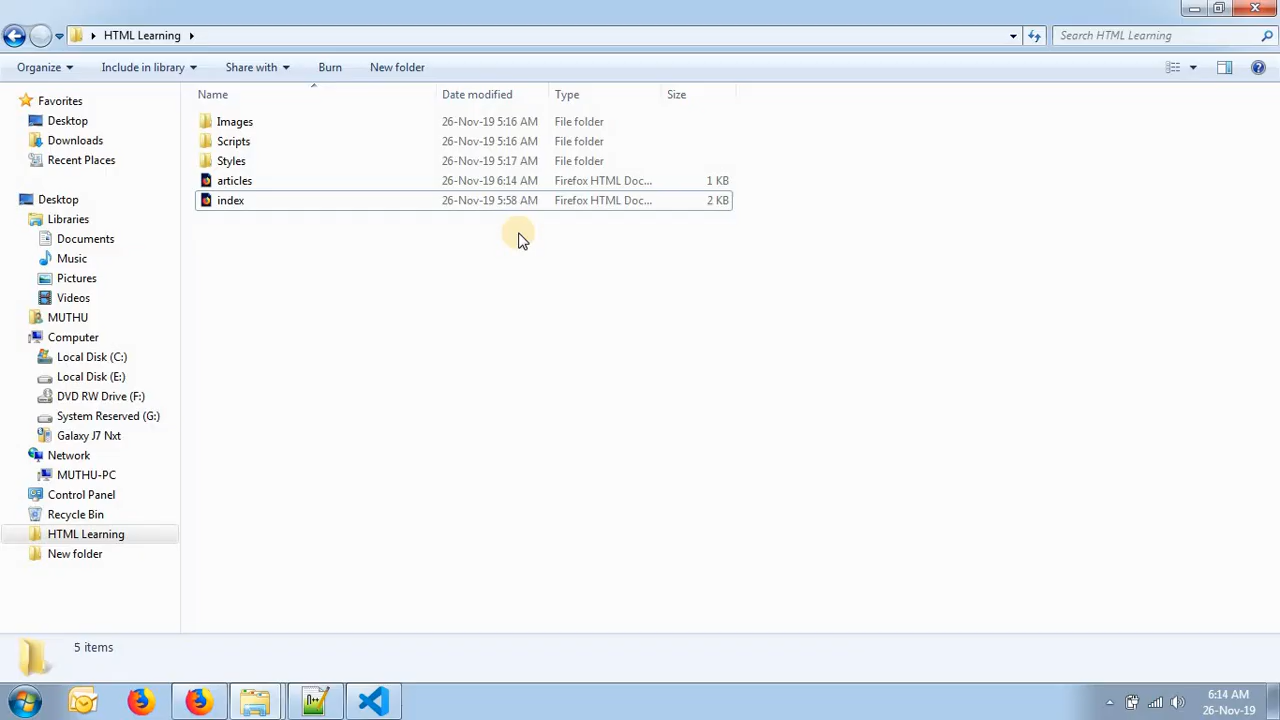 HTML Learning
Search HTML Learning
Organize Include in library Share with Burn New folder
Name Date modified Type Size
Images 26-Nov-19 5:16 AM File folder
Scripts 26-Nov-19 5:16 AM File folder
Styles 26-Nov-19 5:17 AM File folder
articles 26-Nov-19 6:14 AM Firefox HTML Doc... 1 KB
index 26-Nov-19 5:58 AM Firefox HTML Doc... 2 KB
Favorites
Desktop
Downloads
Recent Places
Desktop
Libraries
Documents
Music
Pictures
Videos
MUTHU
Computer
Local Disk (C:)
Local Disk (E:)
DVD RW Drive (F:)
System Reserved (G:)
Galaxy J7 Nxt
Network
MUTHU-PC
Control Panel
Recycle Bin
HTML Learning
New folder
5 items
6:14 AM
26-Nov-19